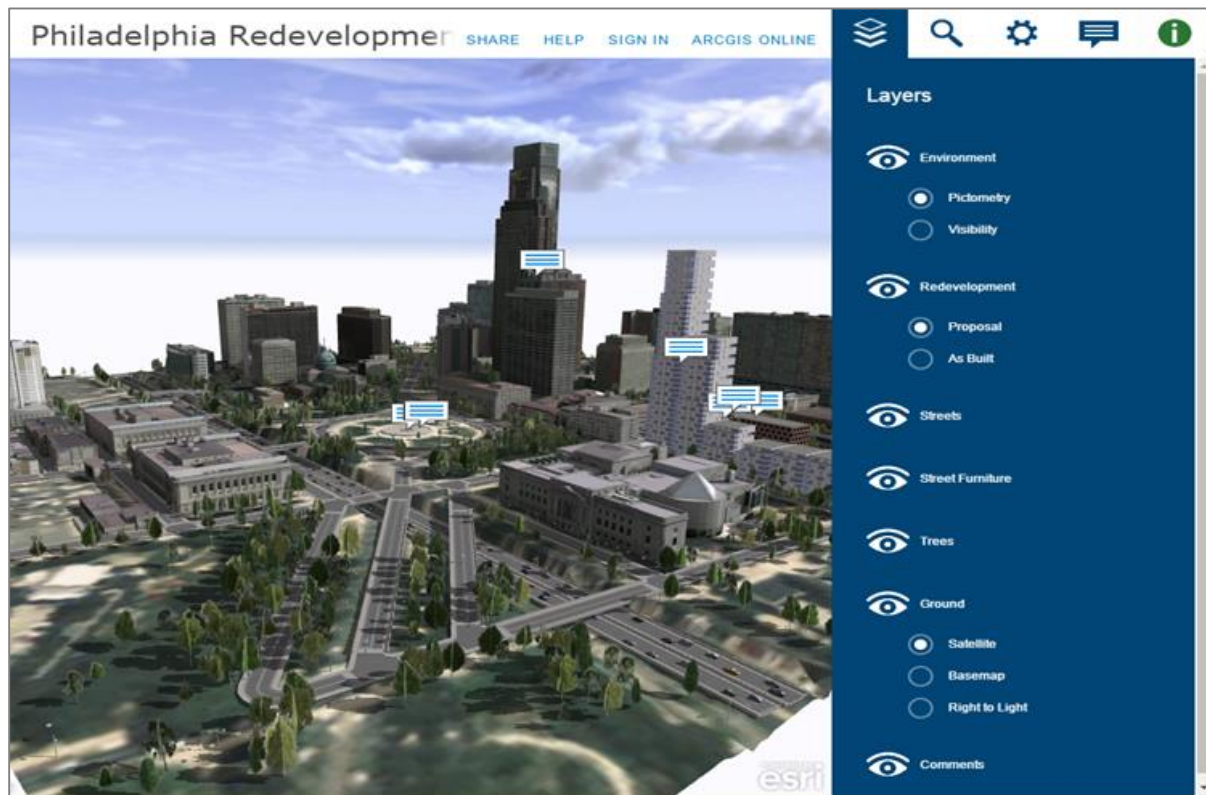 Philadelphia Redevelopmen
SHARE HELP SIGN IN ARCGIS ONLINE
Layers
Environment
Pictometry
Visibility
Redevelopment
Proposal
As Built
Streets
Street Furniture
Trees
Ground
Satellite
Basemap
Right to Light
Comments
esri